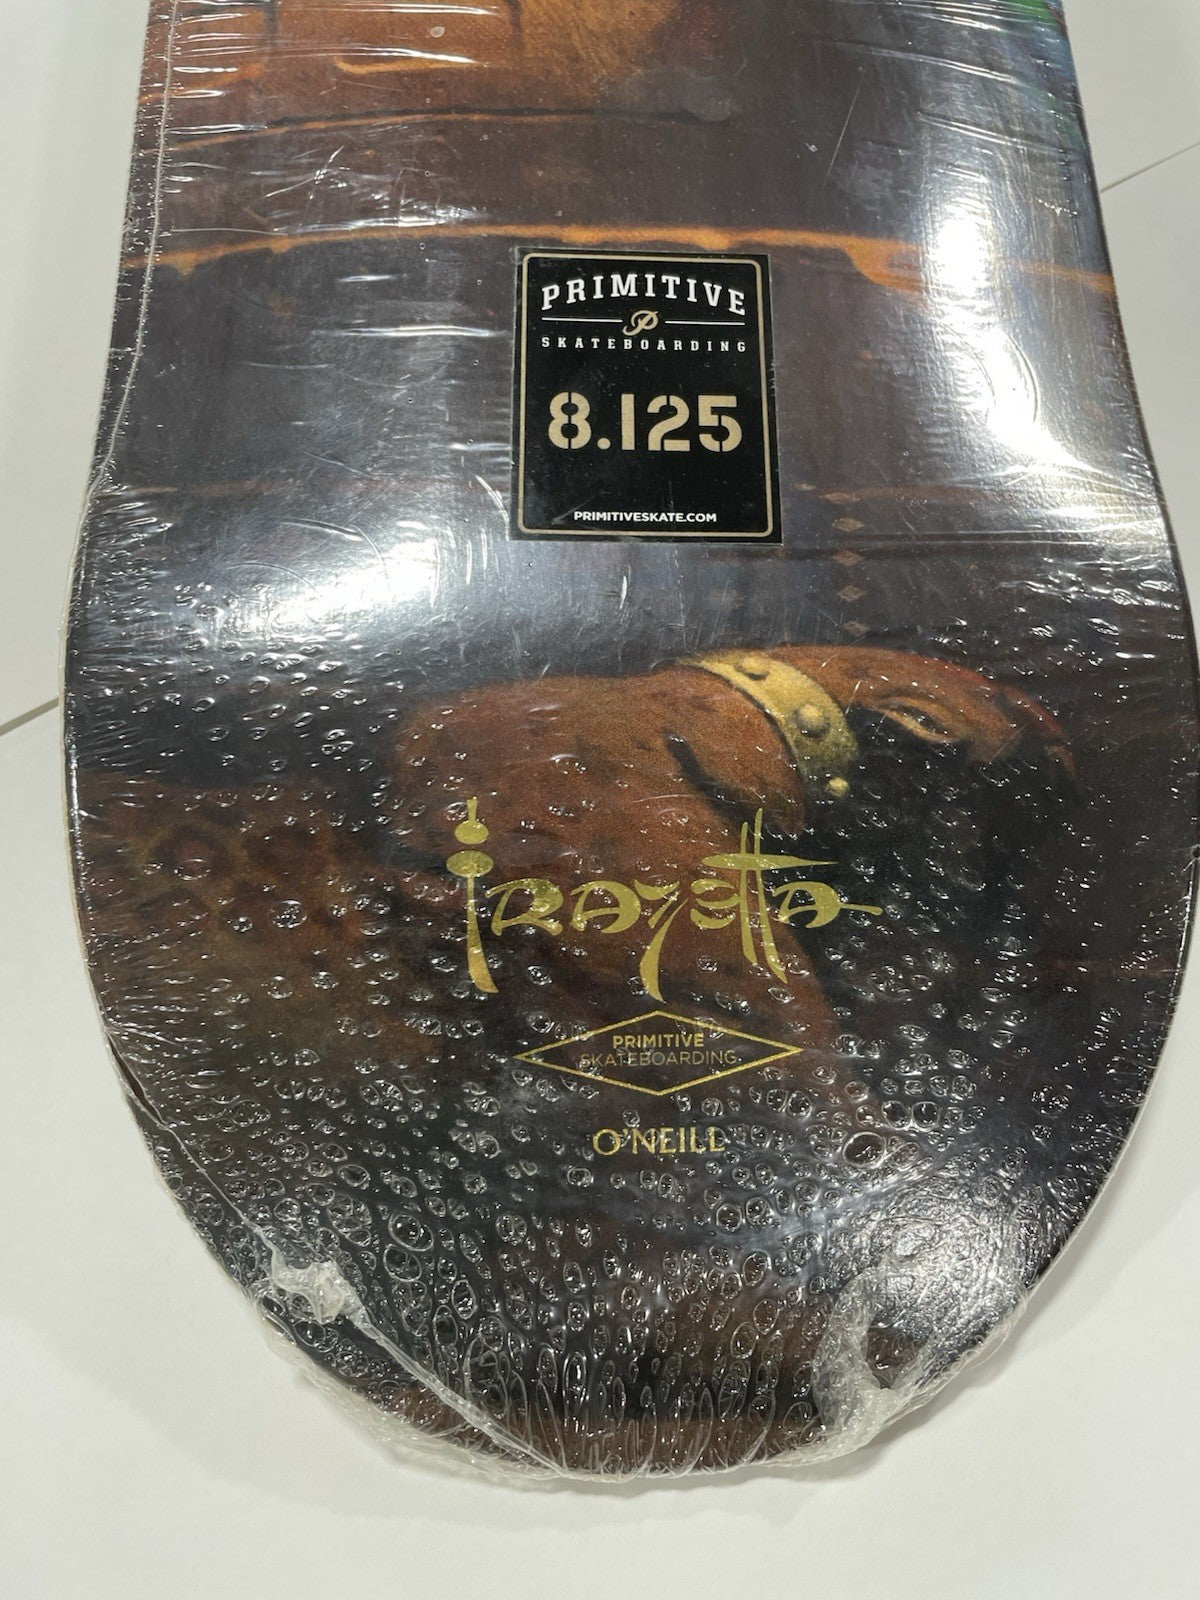 PRIMITIVE
P
SKATEBOARDING
8.125
PRIMITIVESKATE.COM
frazetta
PRIMITIVE
SKATEBOARDING
O'NEILL